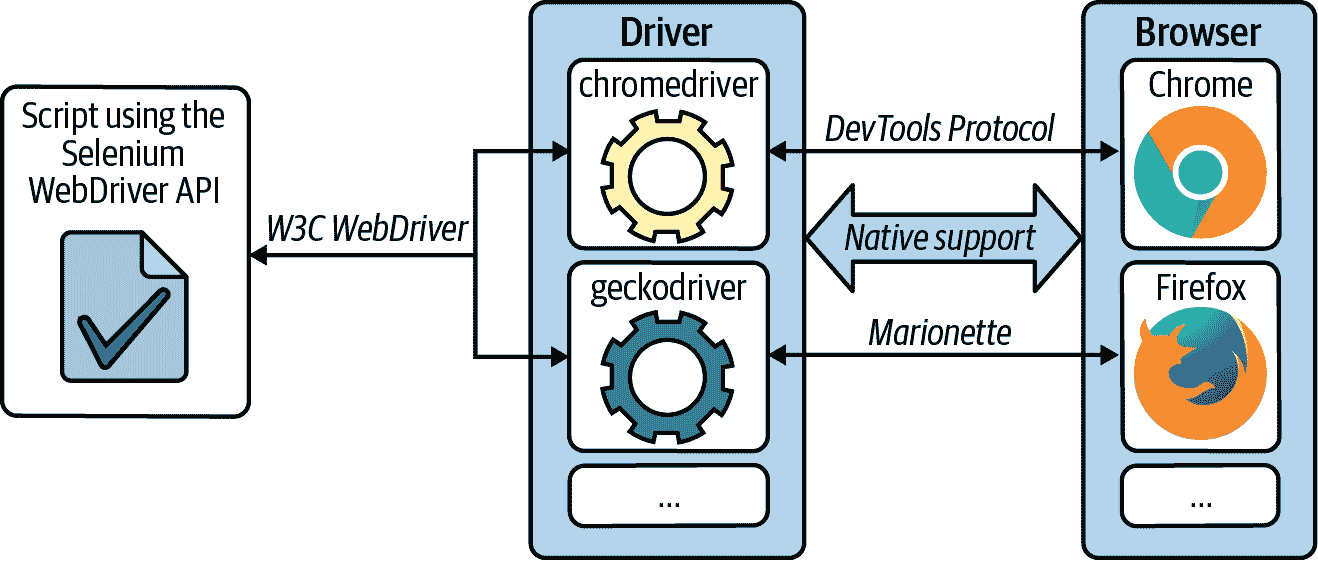 Script using the
Selenium
WebDriver API
W3C WebDriver
Driver
chromedriver
geckodriver
...
DevTools Protocol
Native support
Marionette
Browser
Chrome
Firefox
...